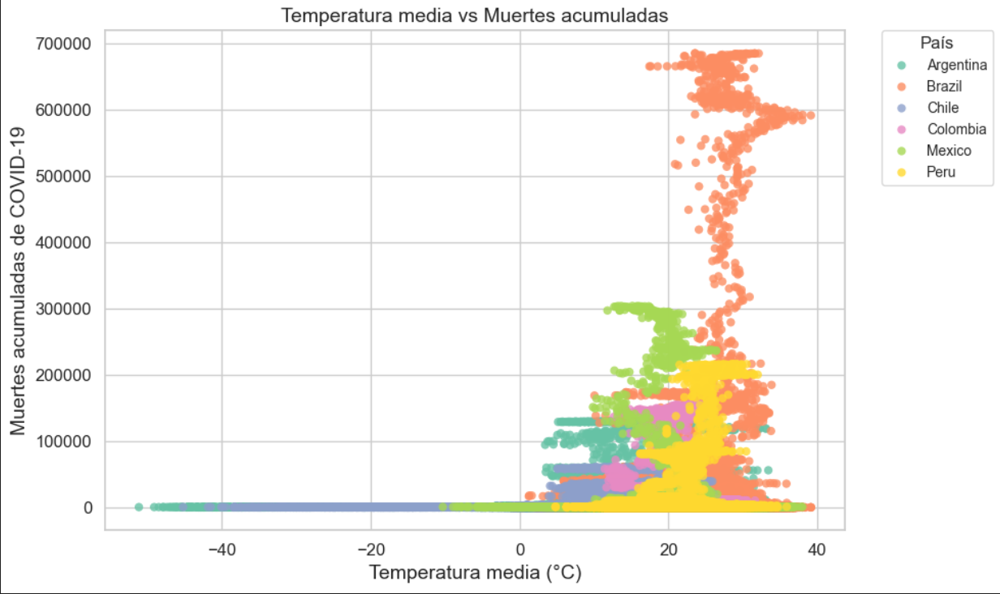 Temperatura media vs Muertes acumuladas
Muertes acumuladas de COVID-19
700000
600000
500000
400000
300000
200000
100000
0
−40
−20
0
20
40
Temperatura media (°C)
País
Argentina
Brazil
Chile
Colombia
Mexico
Peru